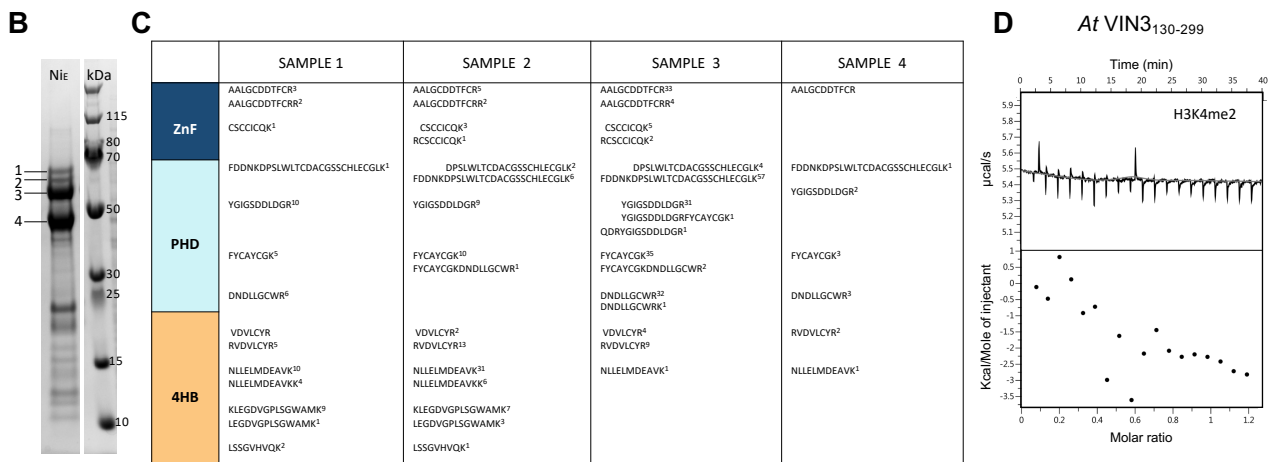 B
C
D
At VIN3130-299
NiE
kDa
115
80
70
50
30
25
15
10
1
2
3
4
SAMPLE 1
SAMPLE 2
SAMPLE 3
SAMPLE 4
ZnF
AALGCDDTFCR3
AALGCDDTFCR5
AALGCDDTFCR33
AALGCDDTFCR
AALGCDDTFCRR2
AALGCDDTFCRR2
AALGCDDTFCRR4
CSCCICQK1
CSCCICQK3
CSCCICQK5
RCSCCICQK1
RCSCCICQK2
PHD
FDDNKDPSLWLTCDACGSSCHLECGLK1
DPSLWLTCDACGSSCHLECGLK2
DPSLWLTCDACGSSCHLECGLK4
FDDNKDPSLWLTCDACGSSCHLECGLK1
FDDNKDPSLWLTCDACGSSCHLECGLK6
FDDNKDPSLWLTCDACGSSCHLECGLK57
YGIGSDDLDGR2
YGIGSDDLDGR10
YGIGSDDLDGR9
YGIGSDDLDGR31
YGIGSDDLDGRFYCAYCGK1
QDRYGIGSDDLDGR1
FYCAYCGK5
FYCAYCGK10
FYCAYCGK35
FYCAYCGK3
FYCAYCGKDNDLLGCWR1
FYCAYCGKDNDLLGCWR2
DNDLLGCWR6
DNDLLGCWR32
DNDLLGCWR3
DNDLLGCWRK1
4HB
VDVLCYR
VDVLCYR2
VDVLCYR4
RVDVLCYR2
RVDVLCYR5
RVDVLCYR13
RVDVLCYR9
NLLELMDEAVK10
NLLELMDEAVK31
NLLELMDEAVK1
NLLELMDEAVK1
NLLELMDEAVKK4
NLLELMDEAVKK6
KLEGDVGPLSGWAMK9
KLEGDVGPLSGWAMK7
LEGDVGPLSGWAMK1
LEGDVGPLSGWAMK3
LSSGVHVQK2
LSSGVHVQK1
Time (min)
0 5 10 15 20 25 30 35 40
H3K4me2
µcal/s
5.9
5.8
5.7
5.6
5.5
5.4
5.3
5.2
5.1
Kcal/Mole of injectant
1
0.5
0
-0.5
-1
-1.5
-2
-2.5
-3
-3.5
0 0.2 0.4 0.6 0.8 1 1.2
Molar ratio